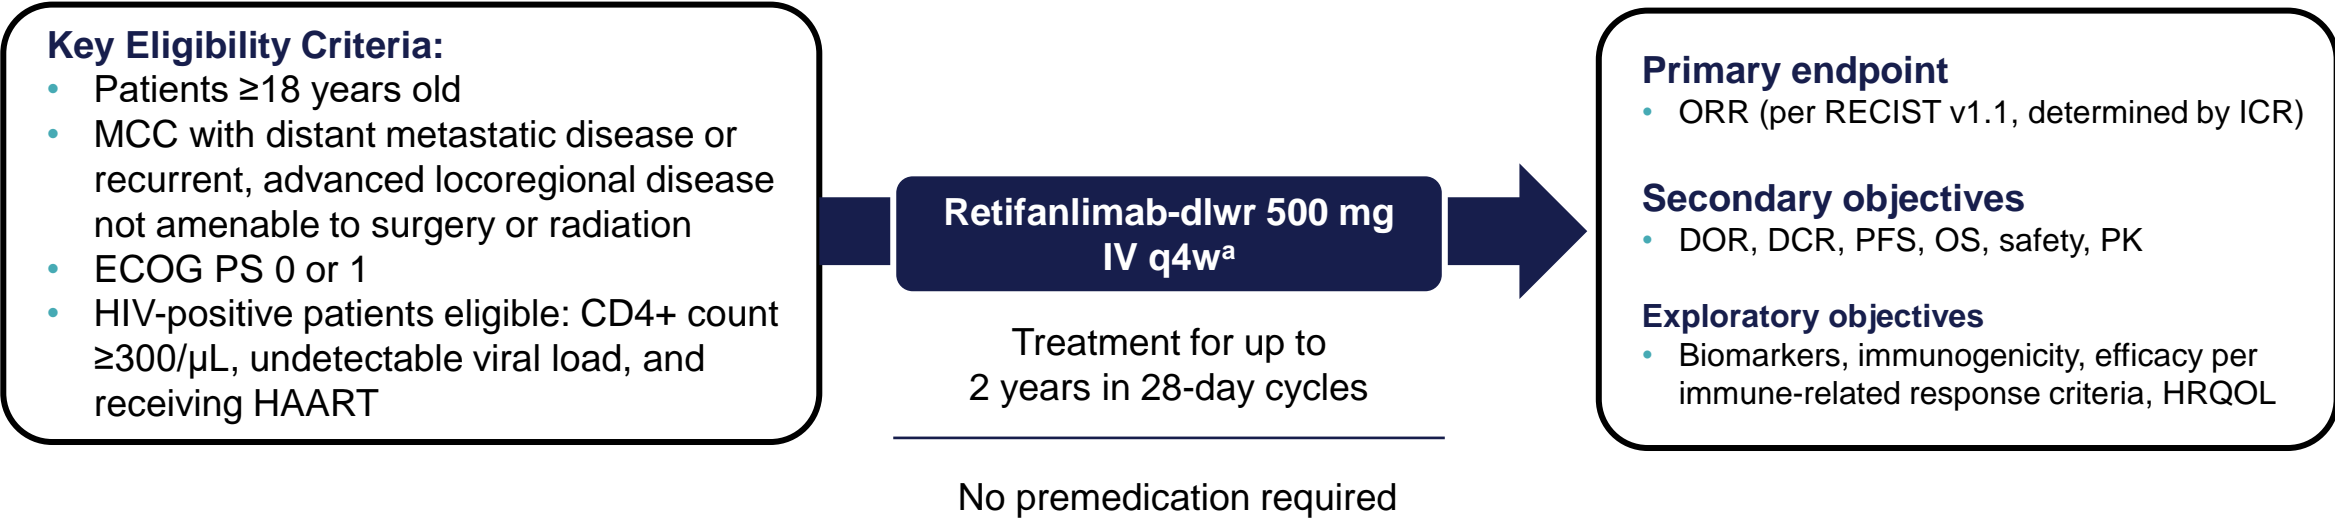 Key Eligibility Criteria:
• Patients ≥18 years old
• MCC with distant metastatic disease or
recurrent, advanced locoregional disease
not amenable to surgery or radiation
• ECOG PS 0 or 1
• HIV-positive patients eligible: CD4+ count
≥300/μL, undetectable viral load, and
receiving HAART
Retifanlimab-dlwr 500 mg
IV q4wᵃ
Treatment for up to
2 years in 28-day cycles
No premedication required
Primary endpoint
• ORR (per RECIST v1.1, determined by ICR)
Secondary objectives
• DOR, DCR, PFS, OS, safety, PK
Exploratory objectives
• Biomarkers, immunogenicity, efficacy per
immune-related response criteria, HRQOL